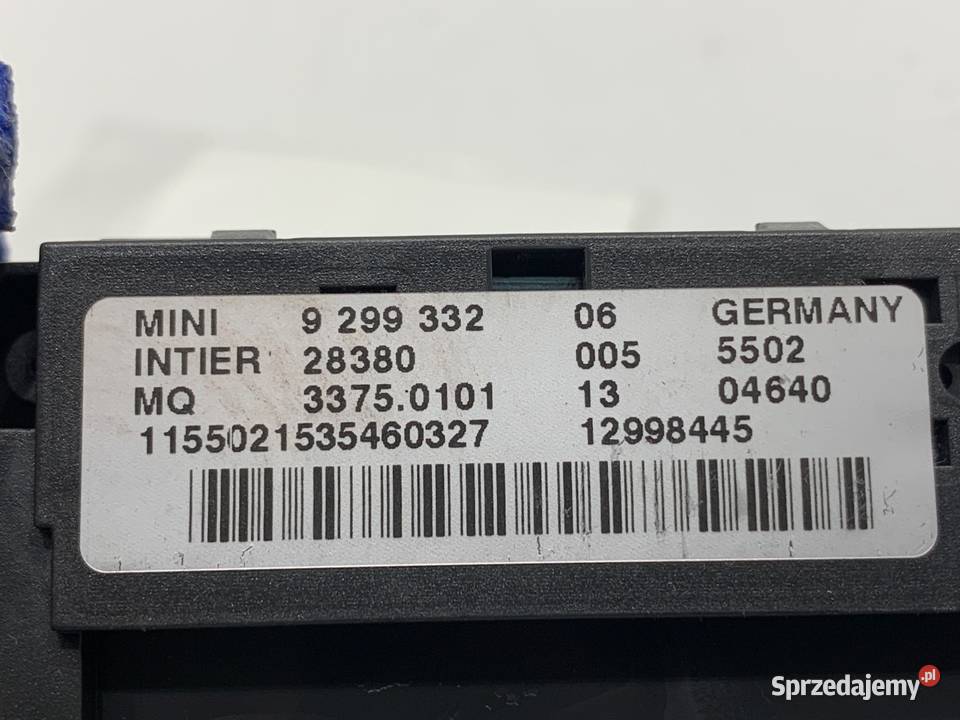 MINI 9 299 332 06 GERMANY
INTIER 28380 005 5502
MQ 3375.0101 13 04640
1155021535460327 12998445
Sprzedajemy.pl